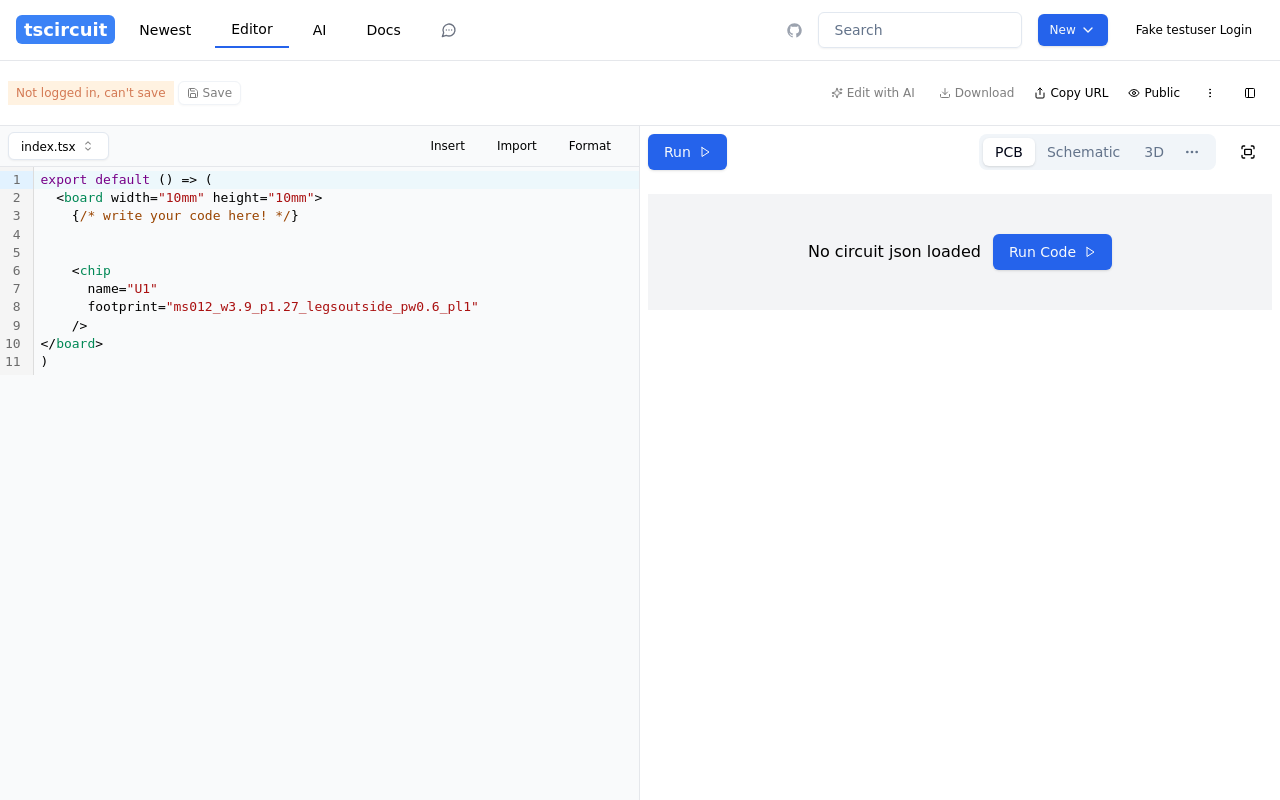 tscircuit Newest Editor AI Docs Search New Fake testuser Login
Not logged in, can't save Save Edit with AI Download Copy URL Public
index.tsx Insert Import Format
Run PCB Schematic 3D
1 export default () => (
2 <board width="10mm" height="10mm">
3 {/* write your code here! */}
4
5
6 <chip
7 name="U1"
8 footprint="ms012_w3.9_p1.27_legsoutside_pw0.6_pl1"
9 />
10 </board>
11 )
No circuit json loaded Run Code